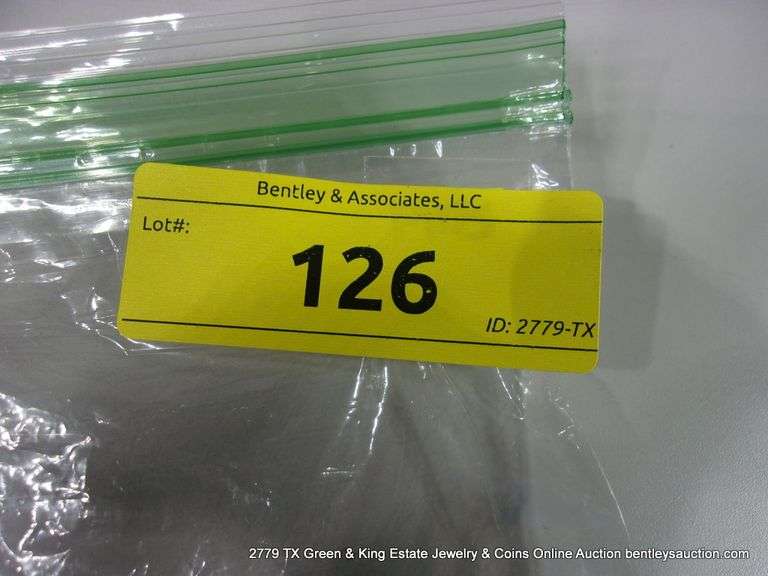 Bentley & Associates, LLC
Lot#:
126
ID: 2779-TX
2779 TX Green & King Estate Jewelry & Coins Online Auction bentleysauction.com